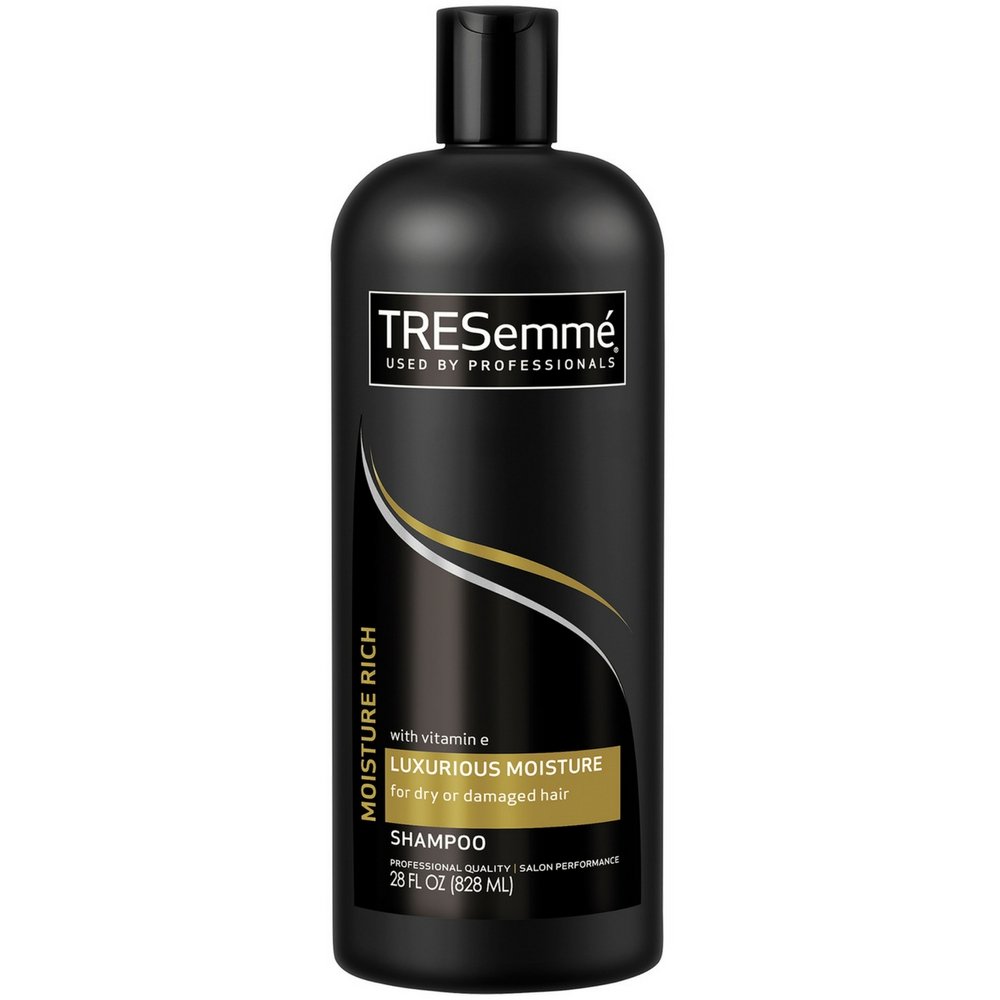 TRESemmé®
USED BY PROFESSIONALS
MOISTURE RICH
with vitamin e
LUXURIOUS MOISTURE
for dry or damaged hair
SHAMPOO
PROFESSIONAL QUALITY | SALON PERFORMANCE
28 FL OZ (828 ML)